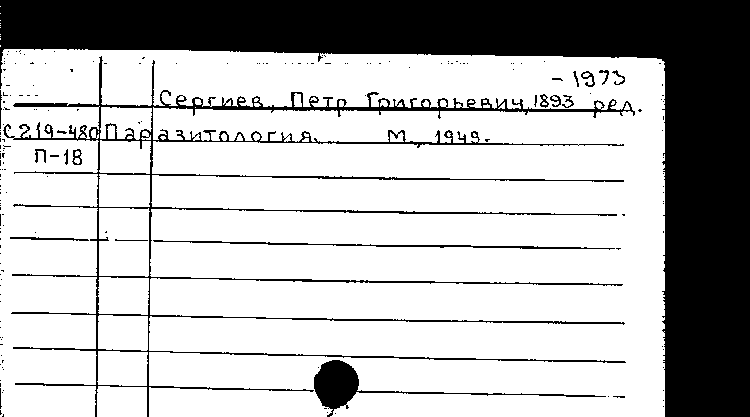 -1973
Сергиев, Петр Григорьевич, 1893 ред.
С219-480 Паразитология. М., 1949.
П-18